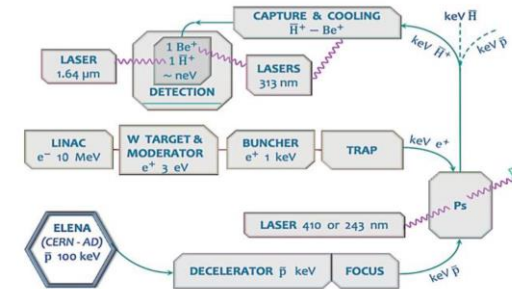 CAPTURE & COOLING
H̅⁺ – Be⁺
keV H̅
keV p̅
keV H̅⁺
LASER
1.64 µm
1 Be⁺
1 H̅⁺
~ neV
DETECTION
LASERS
313 nm
LINAC
e⁻ 10 MeV
W TARGET &
MODERATOR
e⁺ 3 eV
BUNCHER
e⁺ 1 keV
TRAP
keV e⁺
Ps
LASER 410 or 243 nm
ELENA
(CERN - AD)
p̅ 100 keV
DECELERATOR p̅ keV
FOCUS
keV p̅